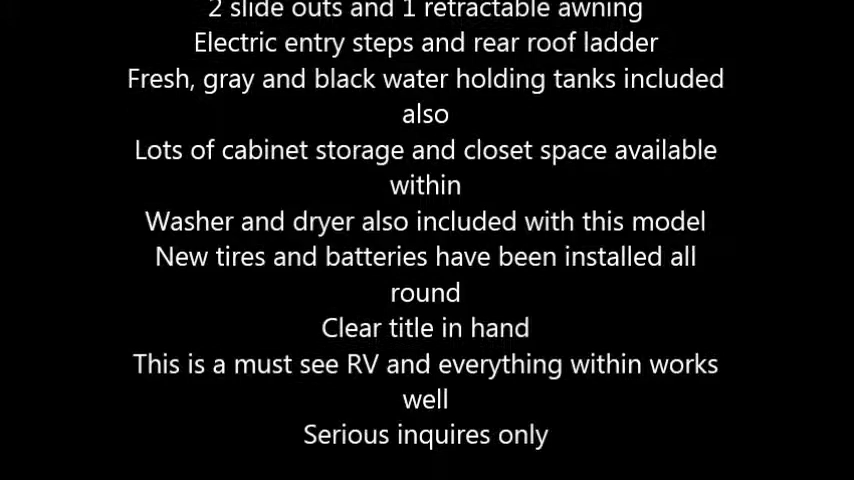 2 slide outs and 1 retractable awning
Electric entry steps and rear roof ladder
Fresh, gray and black water holding tanks included
also
Lots of cabinet storage and closet space available
within
Washer and dryer also included with this model
New tires and batteries have been installed all
round
Clear title in hand
This is a must see RV and everything within works
well
Serious inquires only